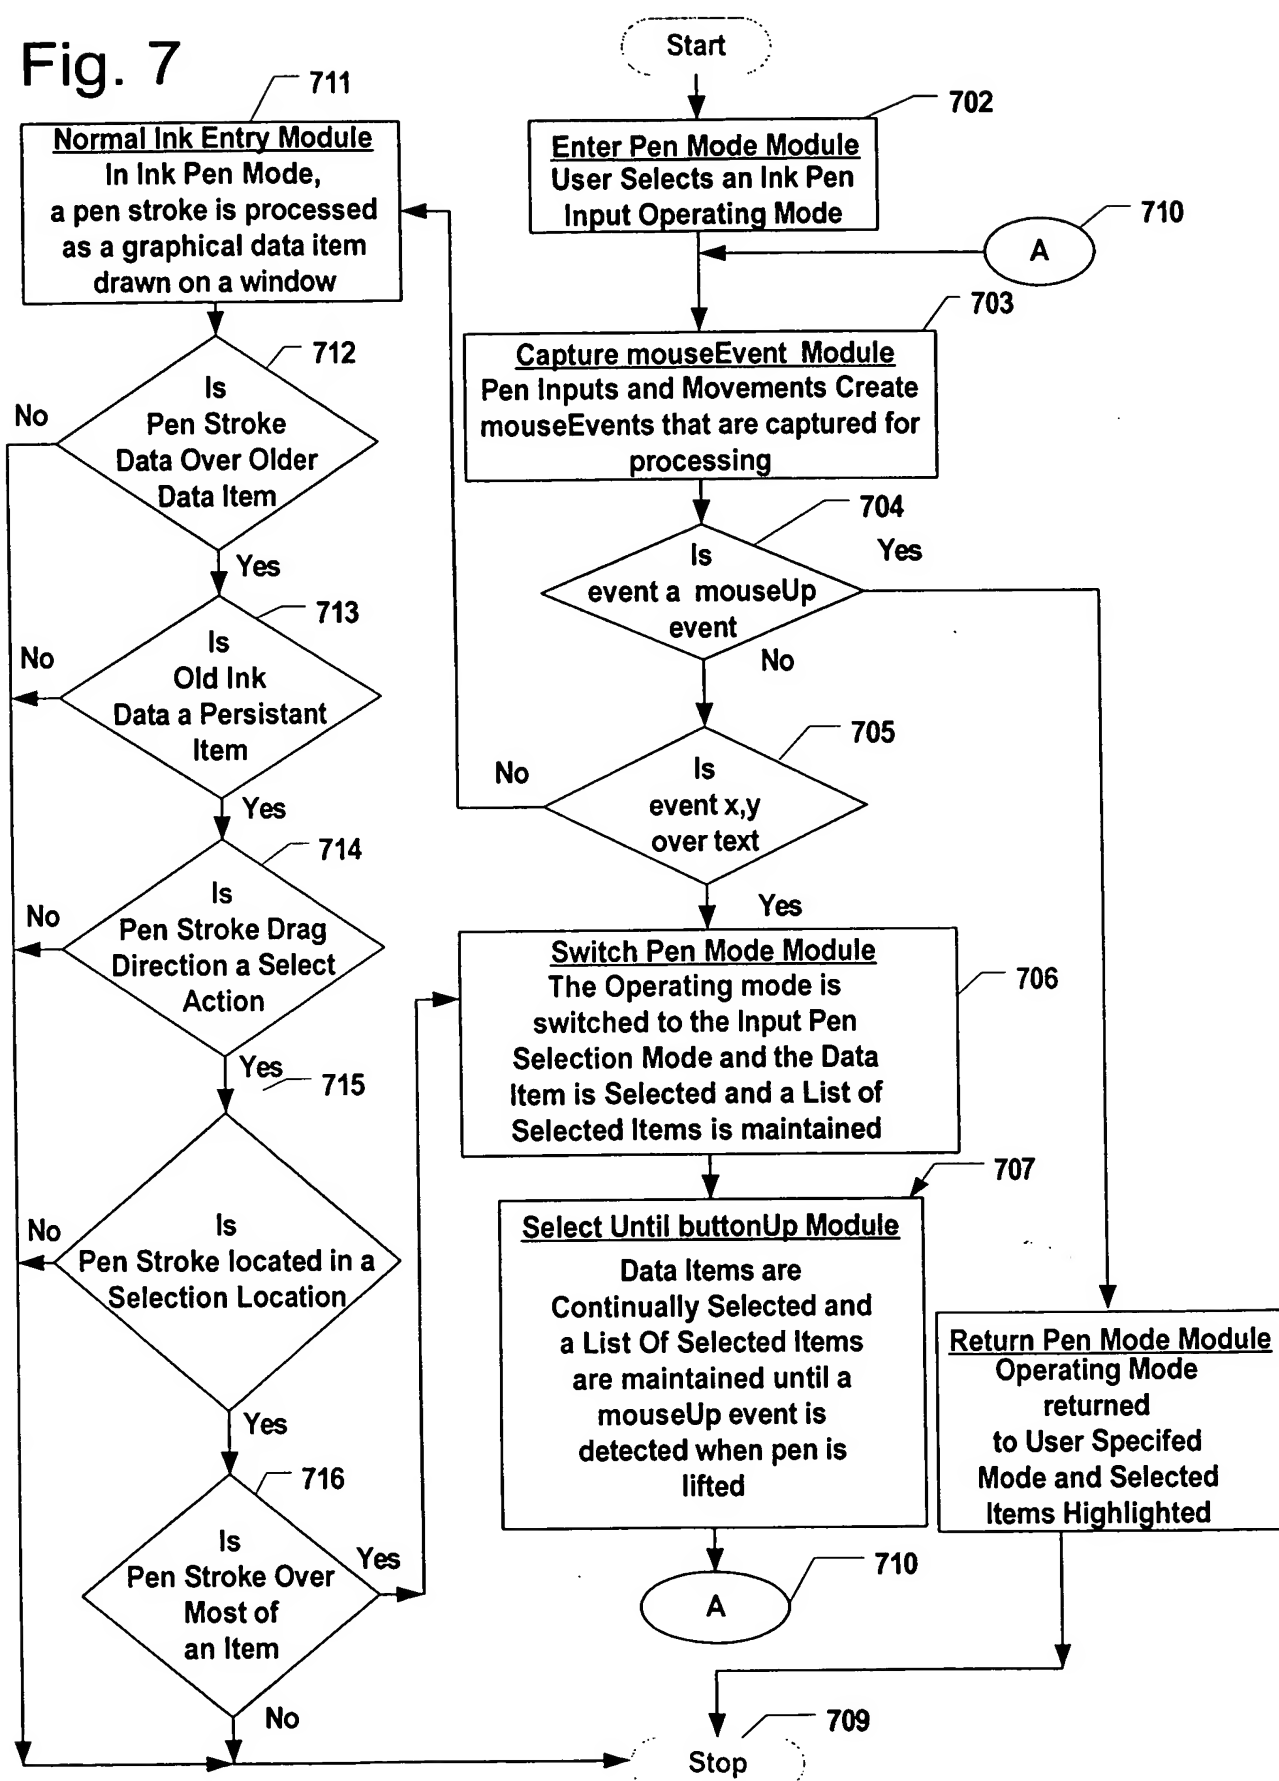 Fig. 7
Start
711
Normal Ink Entry Module
In Ink Pen Mode,
a pen stroke is processed
as a graphical data item
drawn on a window
702
Enter Pen Mode Module
User Selects an Ink Pen
Input Operating Mode
710
A
703
Capture mouseEvent Module
Pen Inputs and Movements Create
mouseEvents that are captured for
processing
712
Is
Pen Stroke
Data Over Older
Data Item
No
Yes
704
Is
event a mouseUp
event
Yes
No
713
Is
Old Ink
Data a Persistant
Item
No
Yes
705
Is
event x,y
over text
No
Yes
714
Is
Pen Stroke Drag
Direction a Select
Action
No
Yes
706
Switch Pen Mode Module
The Operating mode is
switched to the Input Pen
Selection Mode and the Data
Item is Selected and a List of
Selected Items is maintained
715
Is
Pen Stroke located in a
Selection Location
No
Yes
707
Select Until buttonUp Module
Data Items are
Continually Selected and
a List Of Selected Items
are maintained until a
mouseUp event is
detected when pen is
lifted
Return Pen Mode Module
Operating Mode
returned
to User Specifed
Mode and Selected
Items Highlighted
716
Is
Pen Stroke Over
Most of
an Item
Yes
No
710
A
709
Stop